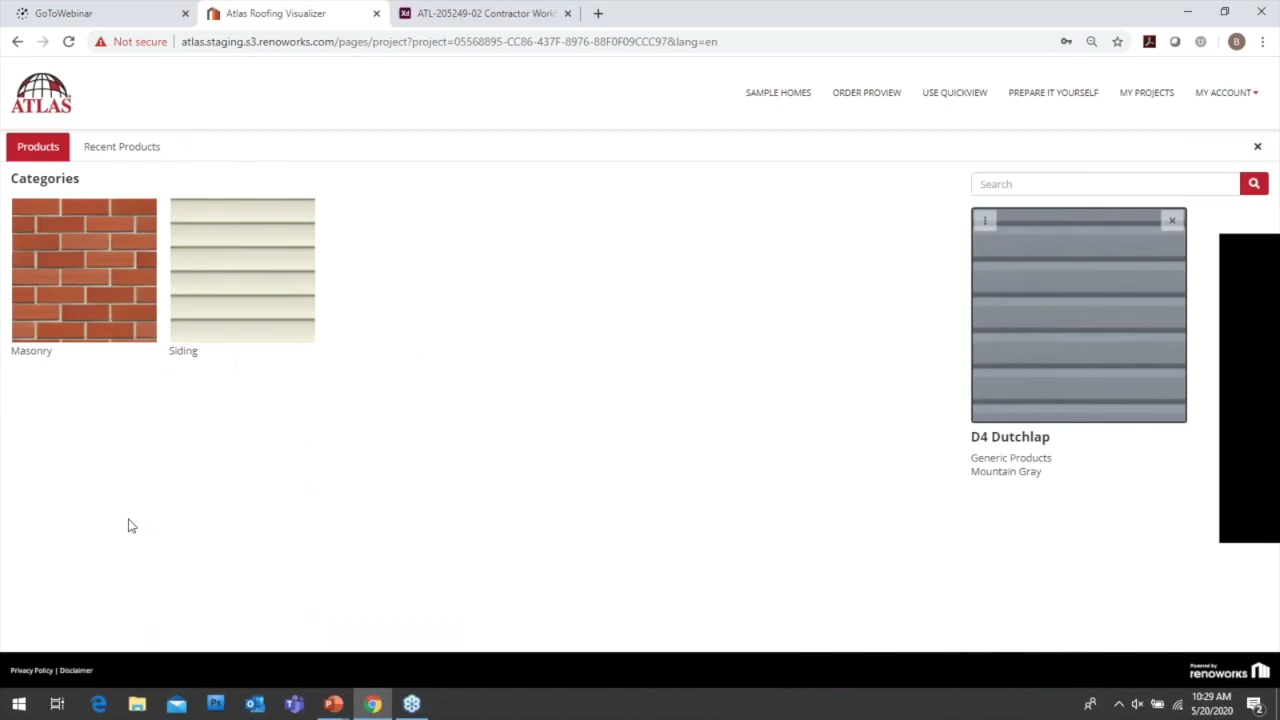 GoToWebinar
Atlas Roofing Visualizer
ATL-205249-02 Contractor Work
Not secure
atlas.staging.s3.renoworks.com/pages/project?project=05568895-CC86-437F-8976-88F0F09CCC97&lang=en
B
ATLAS
SAMPLE HOMES
ORDER PROVIEW
USE QUICKVIEW
PREPARE IT YOURSELF
MY PROJECTS
MY ACCOUNT
Products
Recent Products
Categories
Search
Masonry
Siding
D4 Dutchlap
Generic Products
Mountain Gray
Privacy Policy | Disclaimer
Powered by
renoworks
10:29 AM
5/20/2020
2